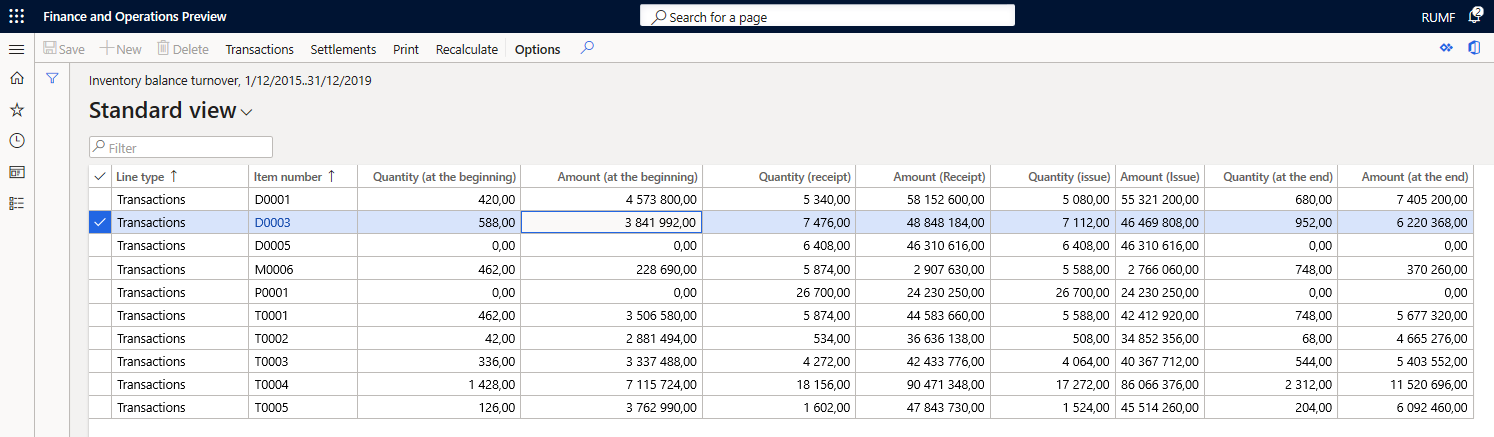 Finance and Operations Preview Search for a page RUMF 2
Save New Delete Transactions Settlements Print Recalculate Options
Inventory balance turnover, 1/12/2015..31/12/2019
Standard view
Filter
Line type Item number Quantity (at the beginning) Amount (at the beginning) Quantity (receipt) Amount (Receipt) Quantity (issue) Amount (Issue) Quantity (at the end) Amount (at the end)
Transactions D0001 420,00 4 573 800,00 5 340,00 58 152 600,00 5 080,00 55 321 200,00 680,00 7 405 200,00
Transactions D0003 588,00 3 841 992,00 7 476,00 48 848 184,00 7 112,00 46 469 808,00 952,00 6 220 368,00
Transactions D0005 0,00 0,00 6 408,00 46 310 616,00 6 408,00 46 310 616,00 0,00 0,00
Transactions M0006 462,00 228 690,00 5 874,00 2 907 630,00 5 588,00 2 766 060,00 748,00 370 260,00
Transactions P0001 0,00 0,00 26 700,00 24 230 250,00 26 700,00 24 230 250,00 0,00 0,00
Transactions T0001 462,00 3 506 580,00 5 874,00 44 583 660,00 5 588,00 42 412 920,00 748,00 5 677 320,00
Transactions T0002 42,00 2 881 494,00 534,00 36 636 138,00 508,00 34 852 356,00 68,00 4 665 276,00
Transactions T0003 336,00 3 337 488,00 4 272,00 42 433 776,00 4 064,00 40 367 712,00 544,00 5 403 552,00
Transactions T0004 1 428,00 7 115 724,00 18 156,00 90 471 348,00 17 272,00 86 066 376,00 2 312,00 11 520 696,00
Transactions T0005 126,00 3 762 990,00 1 602,00 47 843 730,00 1 524,00 45 514 260,00 204,00 6 092 460,00